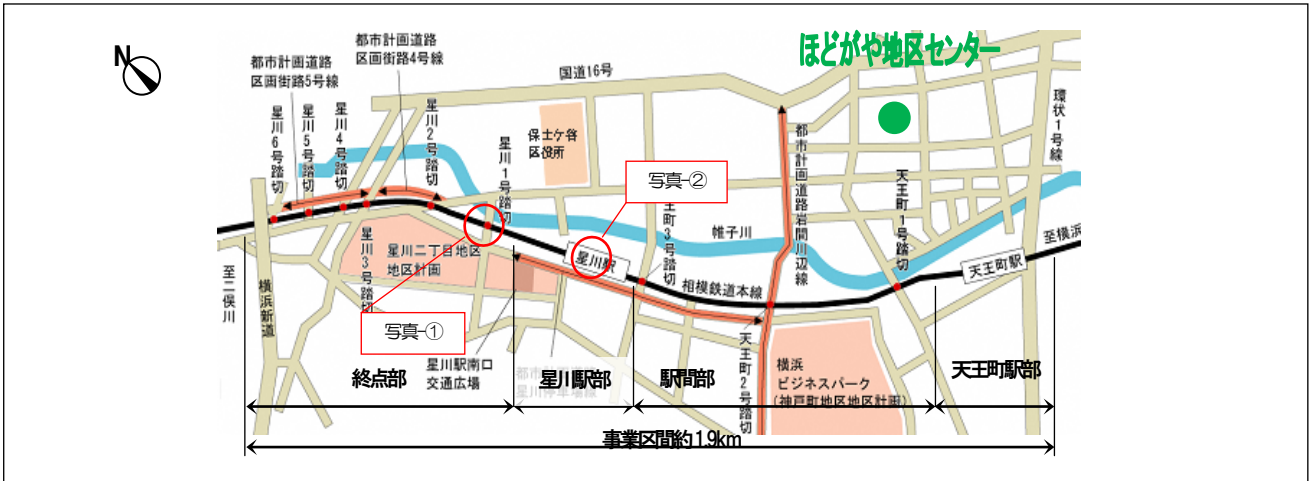 N
ほどがや地区センター
都市計画道路
区画街路4号線
都市計画道路
区画街路5号線
国道16号
環状1号線
星川6号踏切
星川5号踏切
星川4号踏切
星川2号踏切
星川1号踏切
保土ケ谷
区役所
写真-②
都市計画道路岩間川辺線
天王町1号踏切
帷子川
王町3号踏切
星川駅
相模鉄道本線
天王町駅
至横浜
星川3号踏切
星川二丁目地区
地区計画
至二俣川
横浜新道
写真-①
星川駅南口
交通広場
天王町2号踏切
横浜
ビジネスパーク
(神戸町地区地区計画)
終点部
星川駅部
駅間部
天王町駅部
事業区間約1.9km